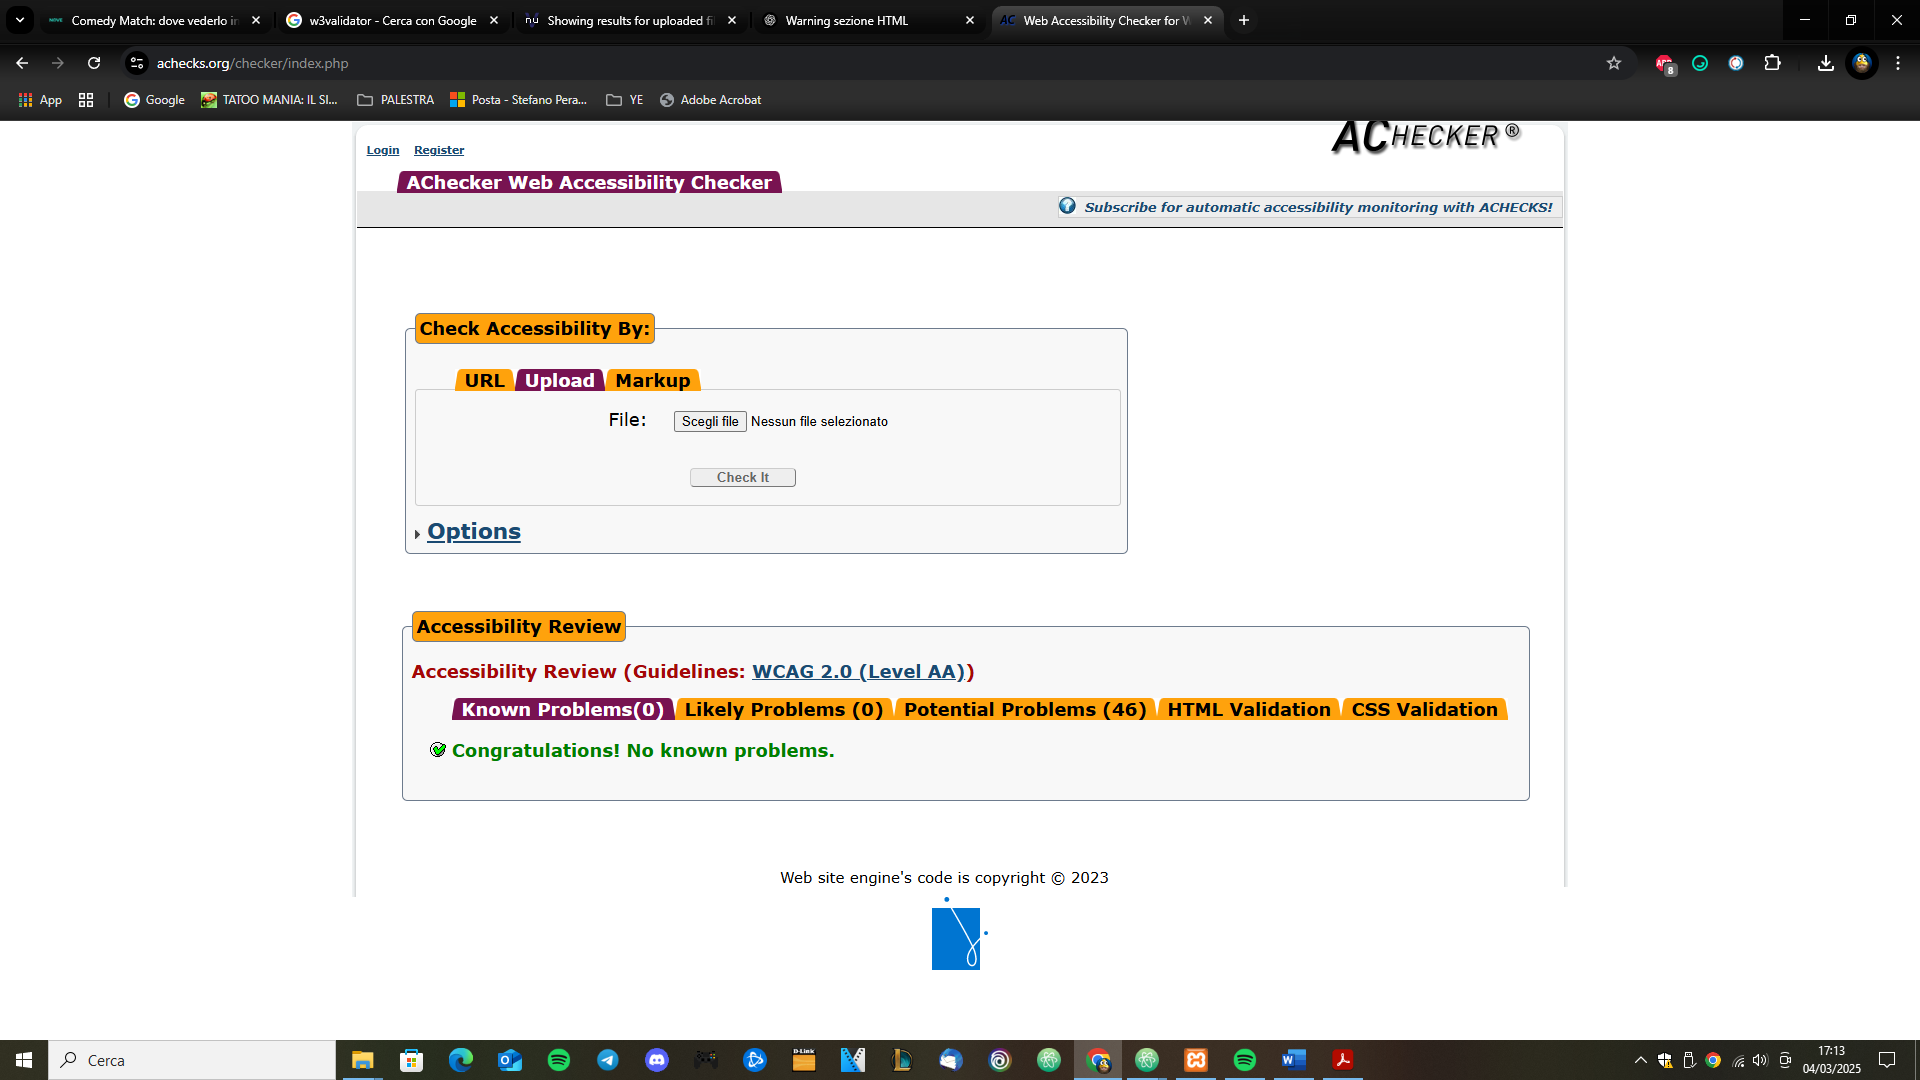 Comedy Match: dove vederlo in
w3validator - Cerca con Google
Showing results for uploaded fi
Warning sezione HTML
Web Accessibility Checker for W
achecks.org/checker/index.php
8
App
Google
TATOO MANIA: IL SI...
PALESTRA
Posta - Stefano Pera...
YE
Adobe Acrobat
Login Register
ACHECKER ®
AChecker Web Accessibility Checker
Subscribe for automatic accessibility monitoring with ACHECKS!
Check Accessibility By:
URL Upload Markup
File: Scegli file Nessun file selezionato
Check It
Options
Accessibility Review
Accessibility Review (Guidelines: WCAG 2.0 (Level AA))
Known Problems(0) Likely Problems (0) Potential Problems (46) HTML Validation CSS Validation
Congratulations! No known problems.
Web site engine's code is copyright © 2023
Cerca
D-Link
17:13
04/03/2025